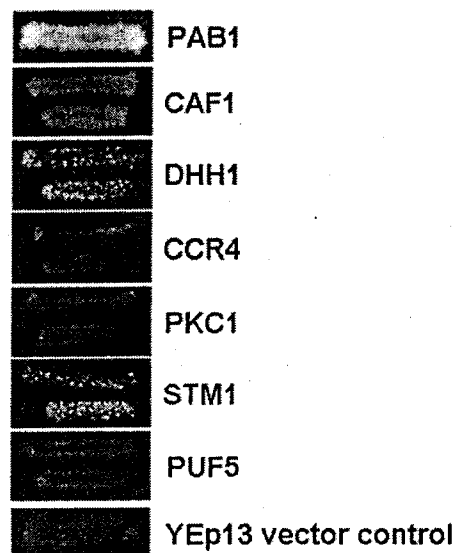 PAB1
CAF1
DHH1
CCR4
PKC1
STM1
PUF5
YEp13 vector control